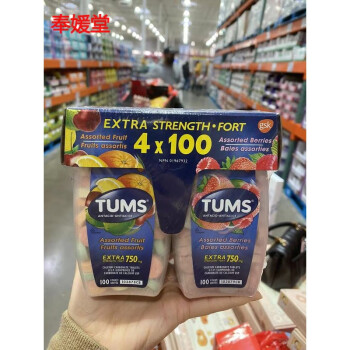 奉媛堂
EXTRA STRENGTH • FORT
gsk
Assorted Fruit
Fruits assortis
4 x 100
Assorted Berries
Baies assorties
TUMS
TUMS
Assorted Fruit
Fruits assortis
EXTRA 750
100
Assorted Berries
Baies assorties
EXTRA 750
100